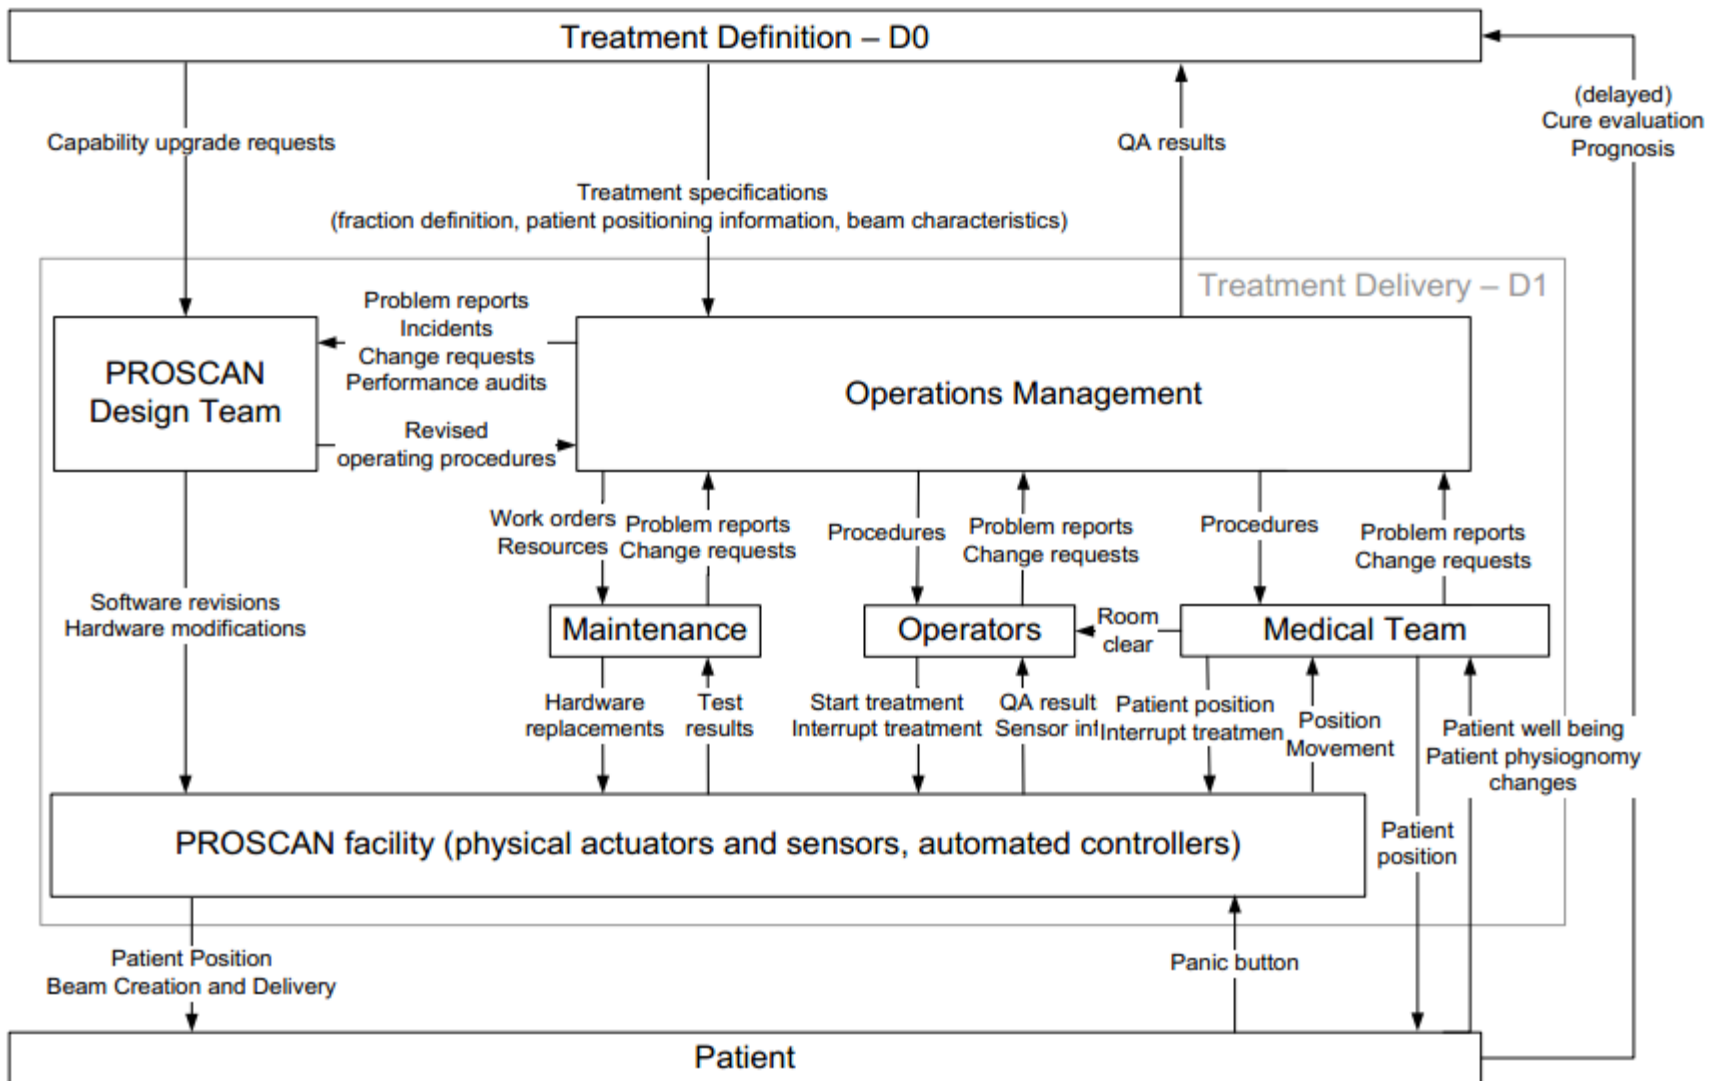 Treatment Definition – D0
(delayed)
Cure evaluation
Prognosis
Capability upgrade requests
QA results
Treatment specifications
(fraction definition, patient positioning information, beam characteristics)
Treatment Delivery – D1
Problem reports
Incidents
Change requests
Performance audits
PROSCAN
Design Team
Operations Management
Revised
operating procedures
Work orders
Resources
Problem reports
Change requests
Procedures
Problem reports
Change requests
Procedures
Problem reports
Change requests
Software revisions
Hardware modifications
Maintenance
Operators
Room
clear
Medical Team
Hardware
replacements
Test
results
Start treatment
Interrupt treatment
QA result
Sensor inf
Patient position
Interrupt treatmen
Position
Movement
Patient well being
Patient physiognomy
changes
PROSCAN facility (physical actuators and sensors, automated controllers)
Patient
position
Patient Position
Beam Creation and Delivery
Panic button
Patient